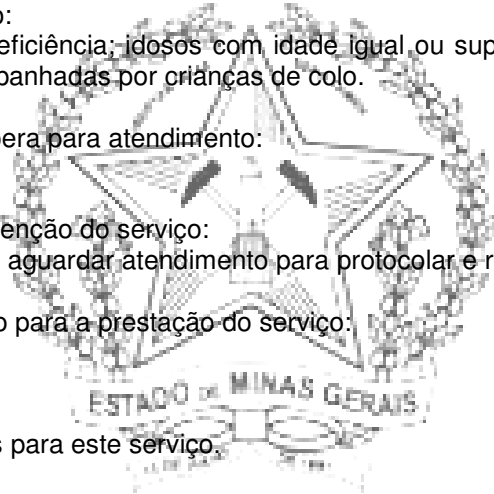 o:
eficiência; idosos com idade igual ou sup
panhadas por crianças de colo.
pera para atendimento:
enção do serviço:
aguardar atendimento para protocolar e r
o para a prestação do serviço:
ESTADO DE MINAS GERAIS
s para este serviço.